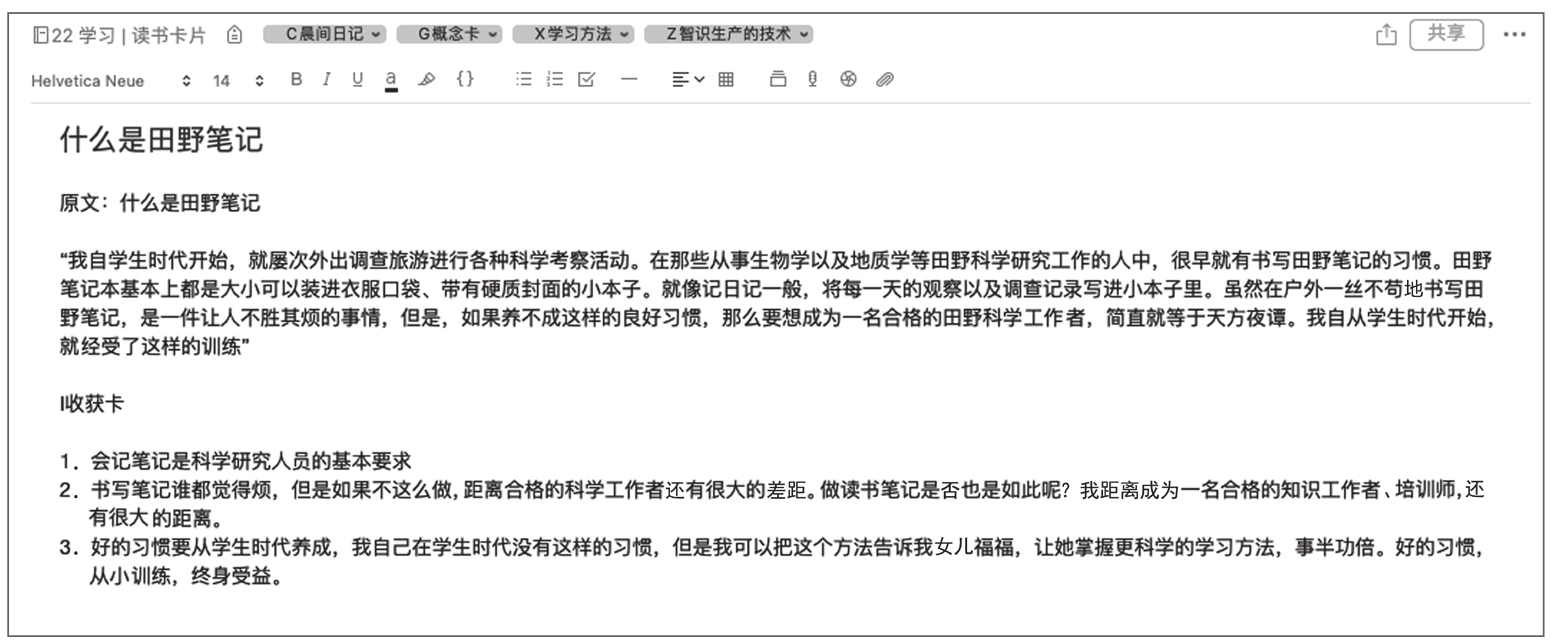 22 学习 | 读书卡片 C晨间日记 G概念卡 X学习方法 Z智识生产的技术 共享
Helvetica Neue 14 B I U a {}
什么是田野笔记
原文：什么是田野笔记
“我自学生时代开始，就屡次外出调查旅游进行各种科学考察活动。在那些从事生物学以及地质学等田野科学研究工作的人中，很早就有书写田野笔记的习惯。田野
笔记本基本上都是大小可以装进衣服口袋、带有硬质封面的小本子。就像记日记一般，将每一天的观察以及调查记录写进小本子里。虽然在户外一丝不苟地书写田
野笔记，是一件让人不胜其烦的事情，但是，如果养不成这样的良好习惯，那么要想成为一名合格的田野科学工作者，简直就等于天方夜谭。我自从学生时代开始，
就经受了这样的训练”
I收获卡
1. 会记笔记是科学研究人员的基本要求
2. 书写笔记谁都觉得烦，但是如果不这么做，距离合格的科学工作者还有很大的差距。做读书笔记是否也是如此呢？我距离成为一名合格的知识工作者、培训师，还
有很大的距离。
3. 好的习惯要从学生时代养成，我自己在学生时代没有这样的习惯，但是我可以把这个方法告诉我女儿福福，让她掌握更科学的学习方法，事半功倍。好的习惯，
从小训练，终身受益。